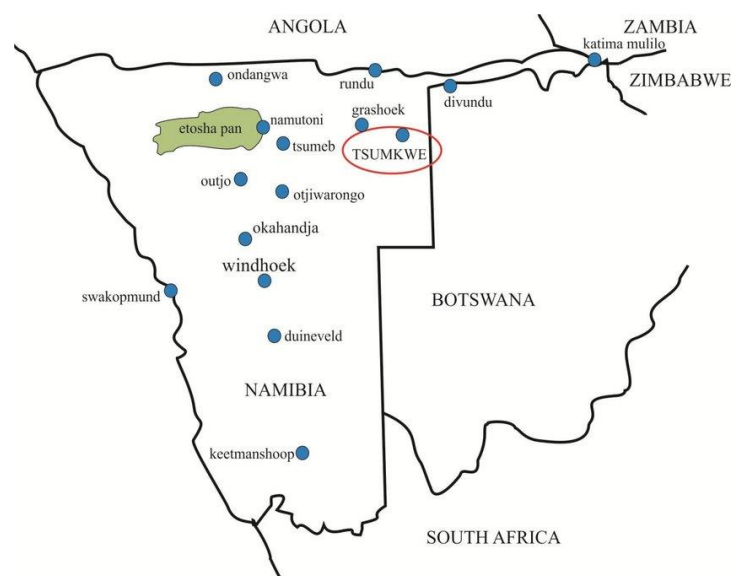 ANGOLA
ZAMBIA
katima mulilo
ZIMBABWE
ondangwa
rundu
divundu
grashoek
namutoni
etosha pan
tsumeb
TSUMKWE
outjo
otjiwarongo
okahandja
windhoek
swakopmund
BOTSWANA
duineveld
NAMIBIA
keetmanshoop
SOUTH AFRICA